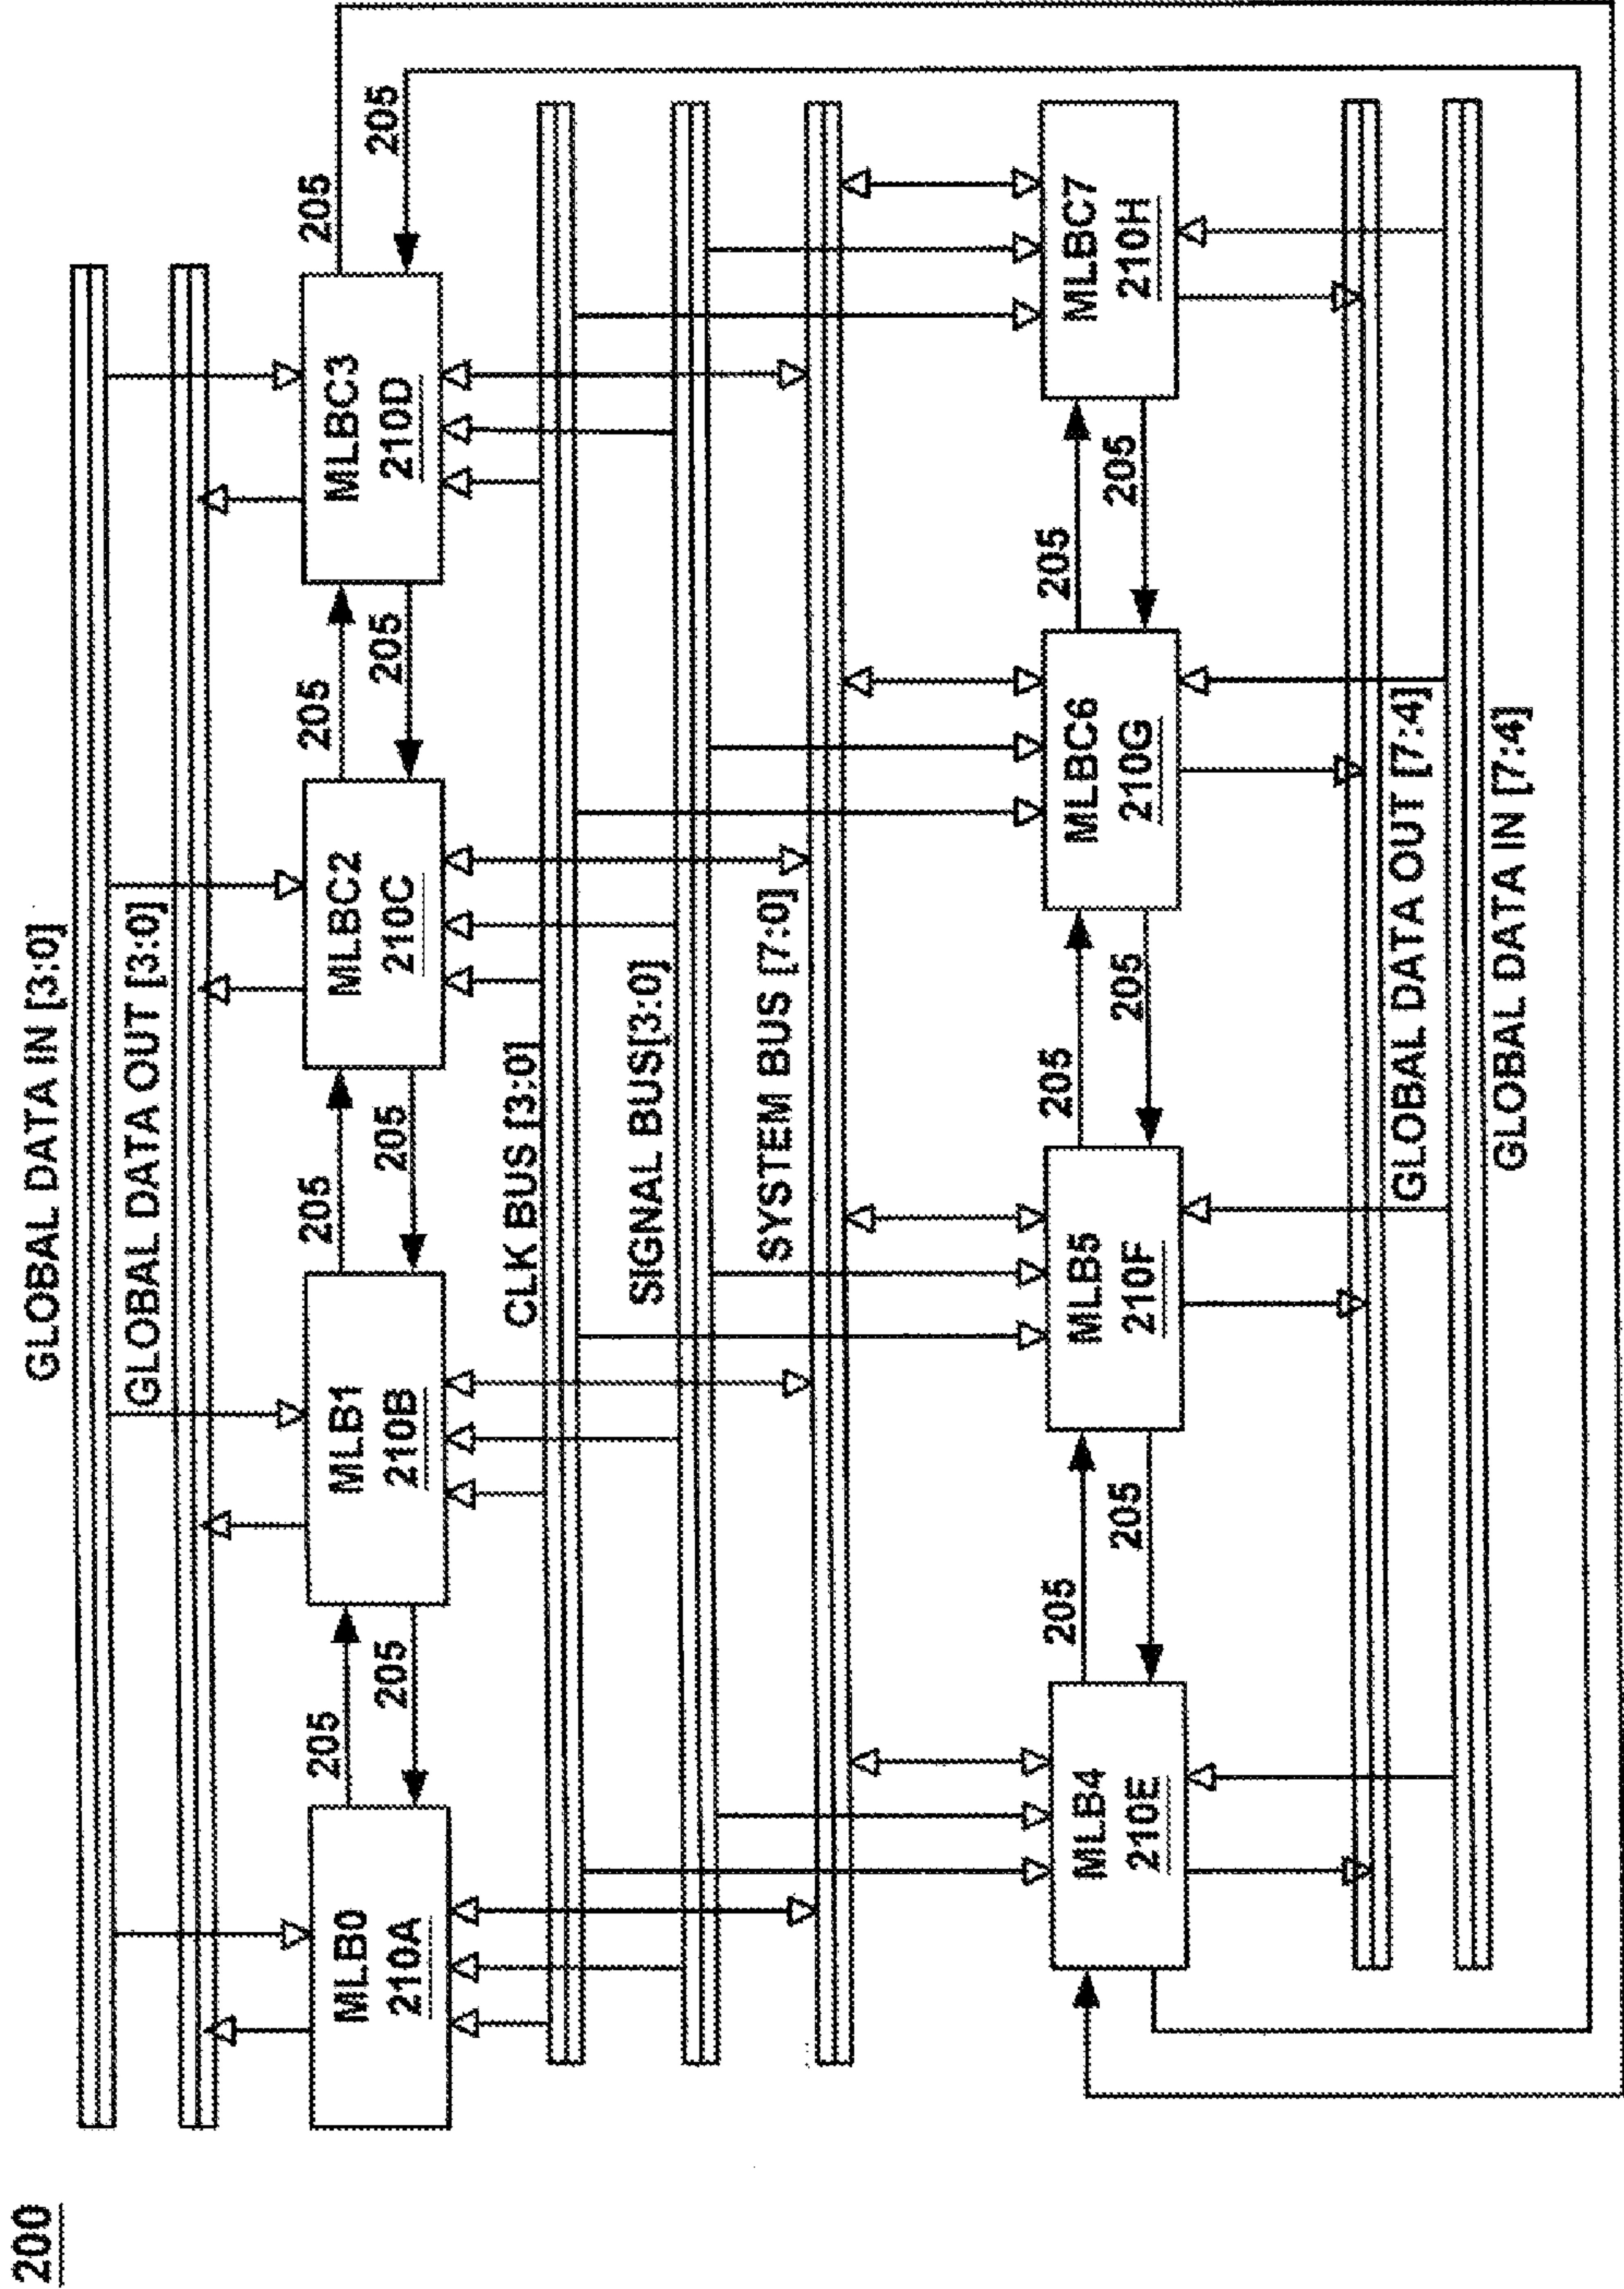 200
GLOBAL DATA IN [3:0]
GLOBAL DATA OUT [3:0]
MLB0
210A
205
205
MLB1
210B
205
205
MLBC2
210C
205
205
MLBC3
210D
205
205
CLK BUS [3:0]
SIGNAL BUS[3:0]
SYSTEM BUS [7:0]
MLB4
210E
205
205
MLB5
210F
205
205
MLBC6
210G
205
205
MLBC7
210H
GLOBAL DATA OUT [7:4]
GLOBAL DATA IN [7:4]